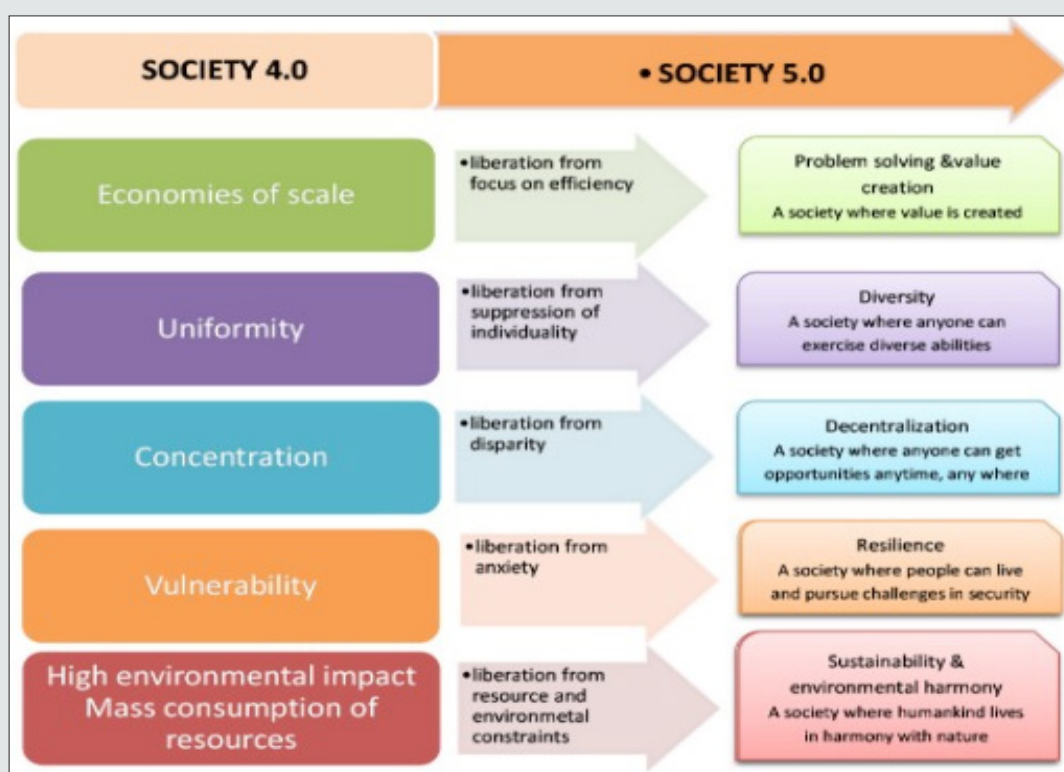 SOCIETY 4.0
• SOCIETY 5.0
Economies of scale
•liberation from
focus on efficiency
Problem solving &value
creation
A society where value is created
Uniformity
•liberation from
suppression of
individuality
Diversity
A society where anyone can
exercise diverse abilities
Concentration
•liberation from
disparity
Decentralization
A society where anyone can get
opportunities anytime, any where
Vulnerability
•liberation from
anxiety
Resilience
A society where people can live
and pursue challenges in security
High environmental impact
Mass consumption of
resources
•liberation from
resource and
environmetal
constraints
Sustainability &
environmental harmony
A society where humankind lives
in harmony with nature